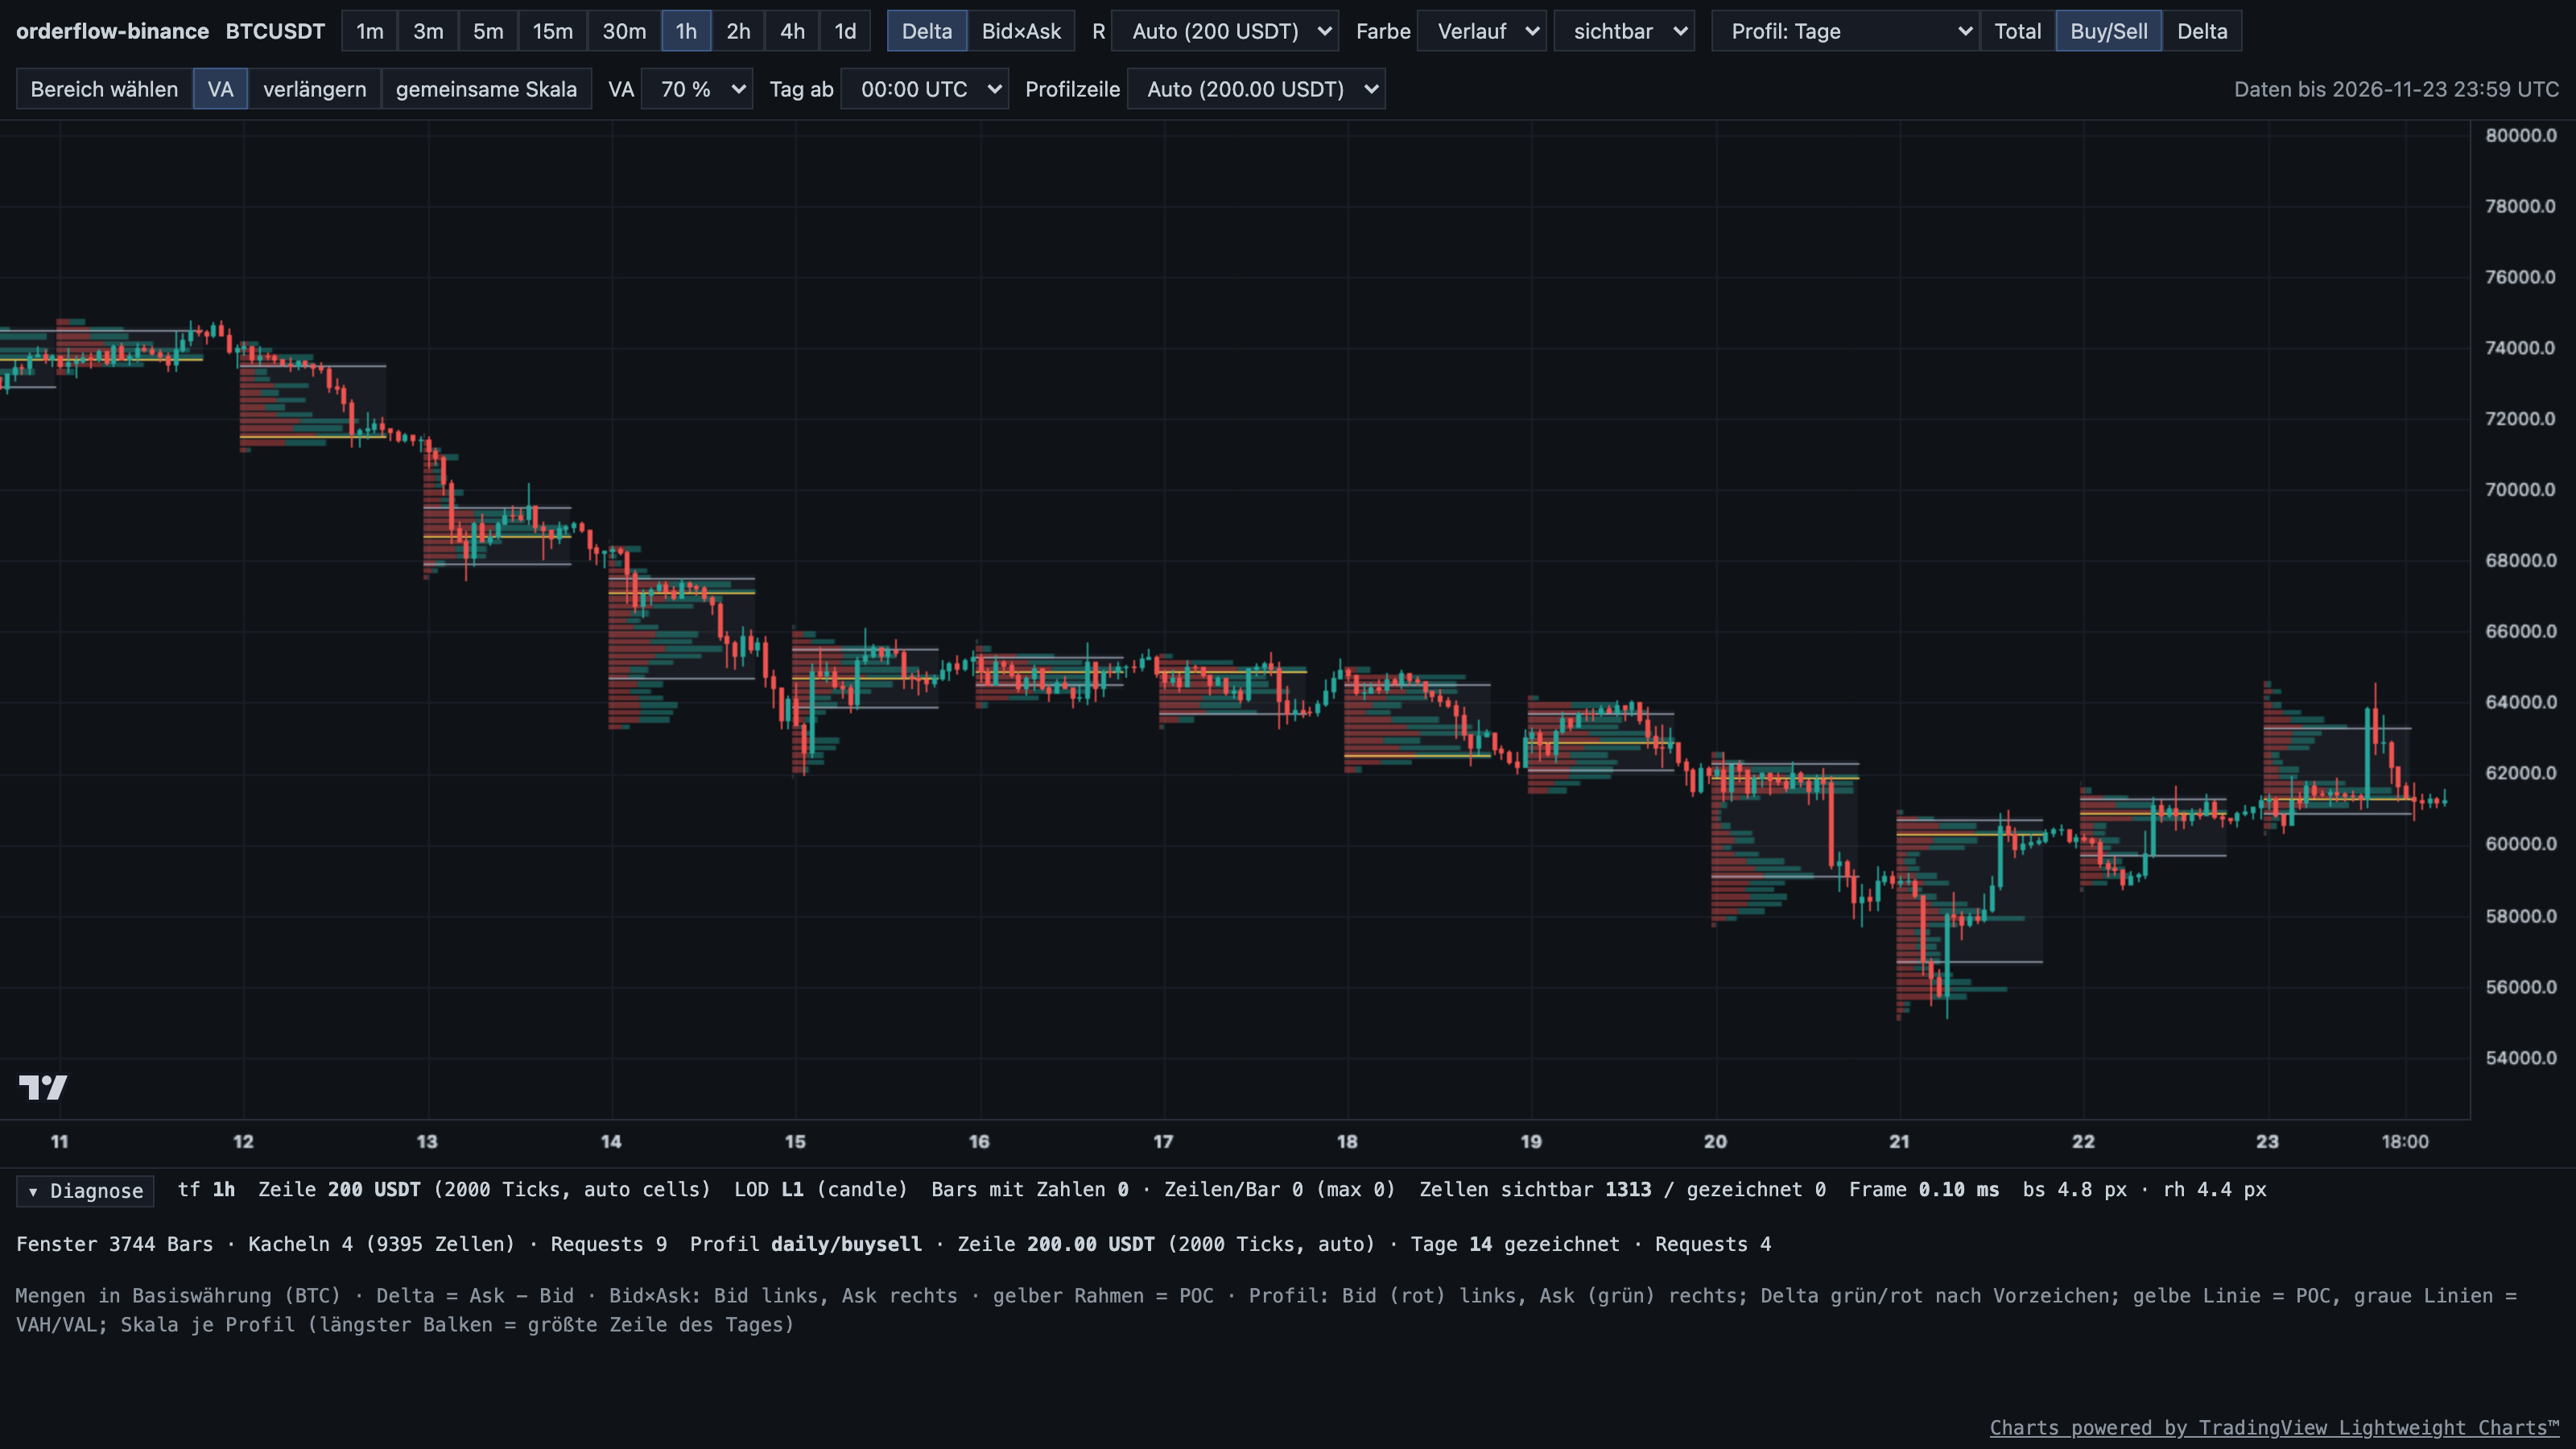 orderflow-binance BTCUSDT 1m 3m 5m 15m 30m 1h 2h 4h 1d Delta Bid×Ask R Auto (200 USDT) Farbe Verlauf sichtbar Profil: Tage Total Buy/Sell Delta
Bereich wählen VA verlängern gemeinsame Skala VA 70 % Tag ab 00:00 UTC Profilzeile Auto (200.00 USDT) Daten bis 2026-11-23 23:59 UTC
80000.0
78000.0
76000.0
74000.0
72000.0
70000.0
68000.0
66000.0
64000.0
62000.0
60000.0
58000.0
56000.0
54000.0
11 12 13 14 15 16 17 18 19 20 21 22 23 18:00
▾ Diagnose tf 1h Zeile 200 USDT (2000 Ticks, auto cells) LOD L1 (candle) Bars mit Zahlen 0 · Zeilen/Bar 0 (max 0) Zellen sichtbar 1313 / gezeichnet 0 Frame 0.10 ms bs 4.8 px · rh 4.4 px
Fenster 3744 Bars · Kacheln 4 (9395 Zellen) · Requests 9 Profil daily/buysell · Zeile 200.00 USDT (2000 Ticks, auto) · Tage 14 gezeichnet · Requests 4
Mengen in Basiswährung (BTC) · Delta = Ask − Bid · Bid×Ask: Bid links, Ask rechts · gelber Rahmen = POC · Profil: Bid (rot) links, Ask (grün) rechts; Delta grün/rot nach Vorzeichen; gelbe Linie = POC, graue Linien =
VAH/VAL; Skala je Profil (längster Balken = größte Zeile des Tages)
Charts powered by TradingView Lightweight Charts™